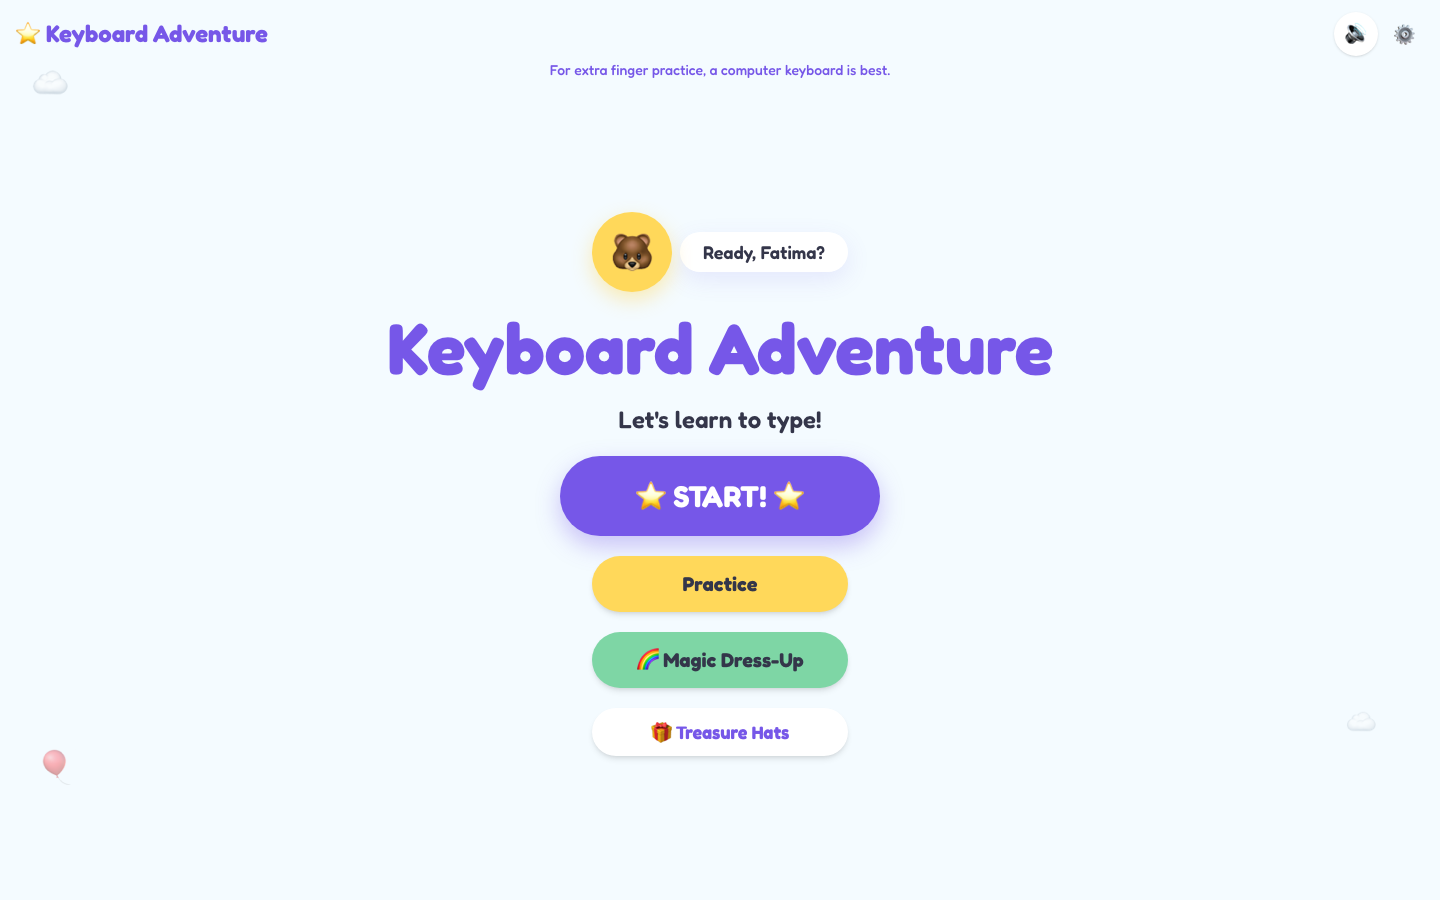 Keyboard Adventure
For extra finger practice, a computer keyboard is best.
Ready, Fatima?
Keyboard Adventure
Let's learn to type!
START!
Practice
Magic Dress-Up
Treasure Hats